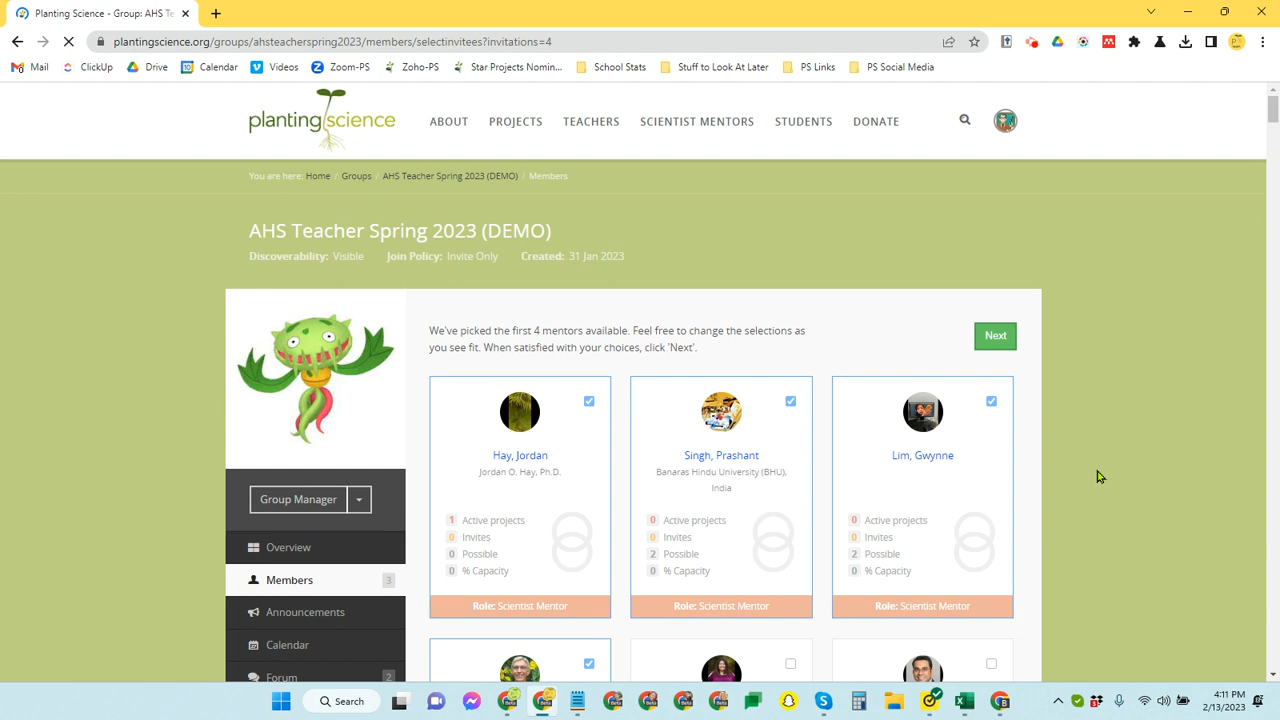 Planting Science - Group: AHS Te
plantingscience.org/groups/ahsteacherspring2023/members/selectinvitees?invitations=4
Mail ClickUp Drive Calendar Videos Zoom-PS Zoho-PS Star Projects Nomin... School Stats Stuff to Look At Later PS Links PS Social Media
planting science
ABOUT PROJECTS TEACHERS SCIENTIST MENTORS STUDENTS DONATE
You are here: Home / Groups / AHS Teacher Spring 2023 (DEMO) / Members
AHS Teacher Spring 2023 (DEMO)
Discoverability: Visible Join Policy: Invite Only Created: 31 Jan 2023
We've picked the first 4 mentors available. Feel free to change the selections as
you see fit. When satisfied with your choices, click 'Next'.
Next
Hay, Jordan
Jordan O. Hay, Ph.D.
1 Active projects
0 Invites
0 Possible
0 % Capacity
Role: Scientist Mentor
Singh, Prashant
Banaras Hindu University (BHU),
India
0 Active projects
0 Invites
2 Possible
0 % Capacity
Role: Scientist Mentor
Lim, Gwynne
0 Active projects
0 Invites
2 Possible
0 % Capacity
Role: Scientist Mentor
Group Manager
Overview
Members 3
Announcements
Calendar
Forum 2
Search
4:11 PM
2/13/2023